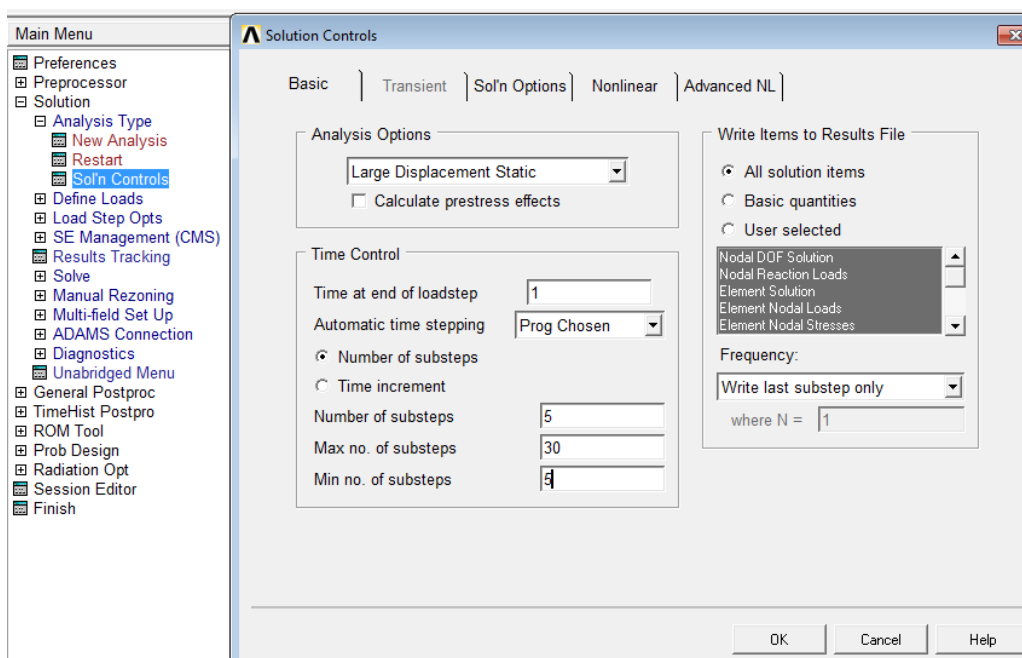 Main Menu
Preferences
Preprocessor
Solution
Analysis Type
New Analysis
Restart
Sol'n Controls
Define Loads
Load Step Opts
SE Management (CMS)
Results Tracking
Solve
Manual Rezoning
Multi-field Set Up
ADAMS Connection
Diagnostics
Unabridged Menu
General Postproc
TimeHist Postpro
ROM Tool
Prob Design
Radiation Opt
Session Editor
Finish
Solution Controls
Basic
Transient
Sol'n Options
Nonlinear
Advanced NL
Analysis Options
Large Displacement Static
Calculate prestress effects
Time Control
Time at end of loadstep 1
Automatic time stepping Prog Chosen
Number of substeps
Time increment
Number of substeps 5
Max no. of substeps 30
Min no. of substeps 5
Write Items to Results File
All solution items
Basic quantities
User selected
Nodal DOF Solution
Nodal Reaction Loads
Element Solution
Element Nodal Loads
Element Nodal Stresses
Frequency:
Write last substep only
where N = 1
OK
Cancel
Help